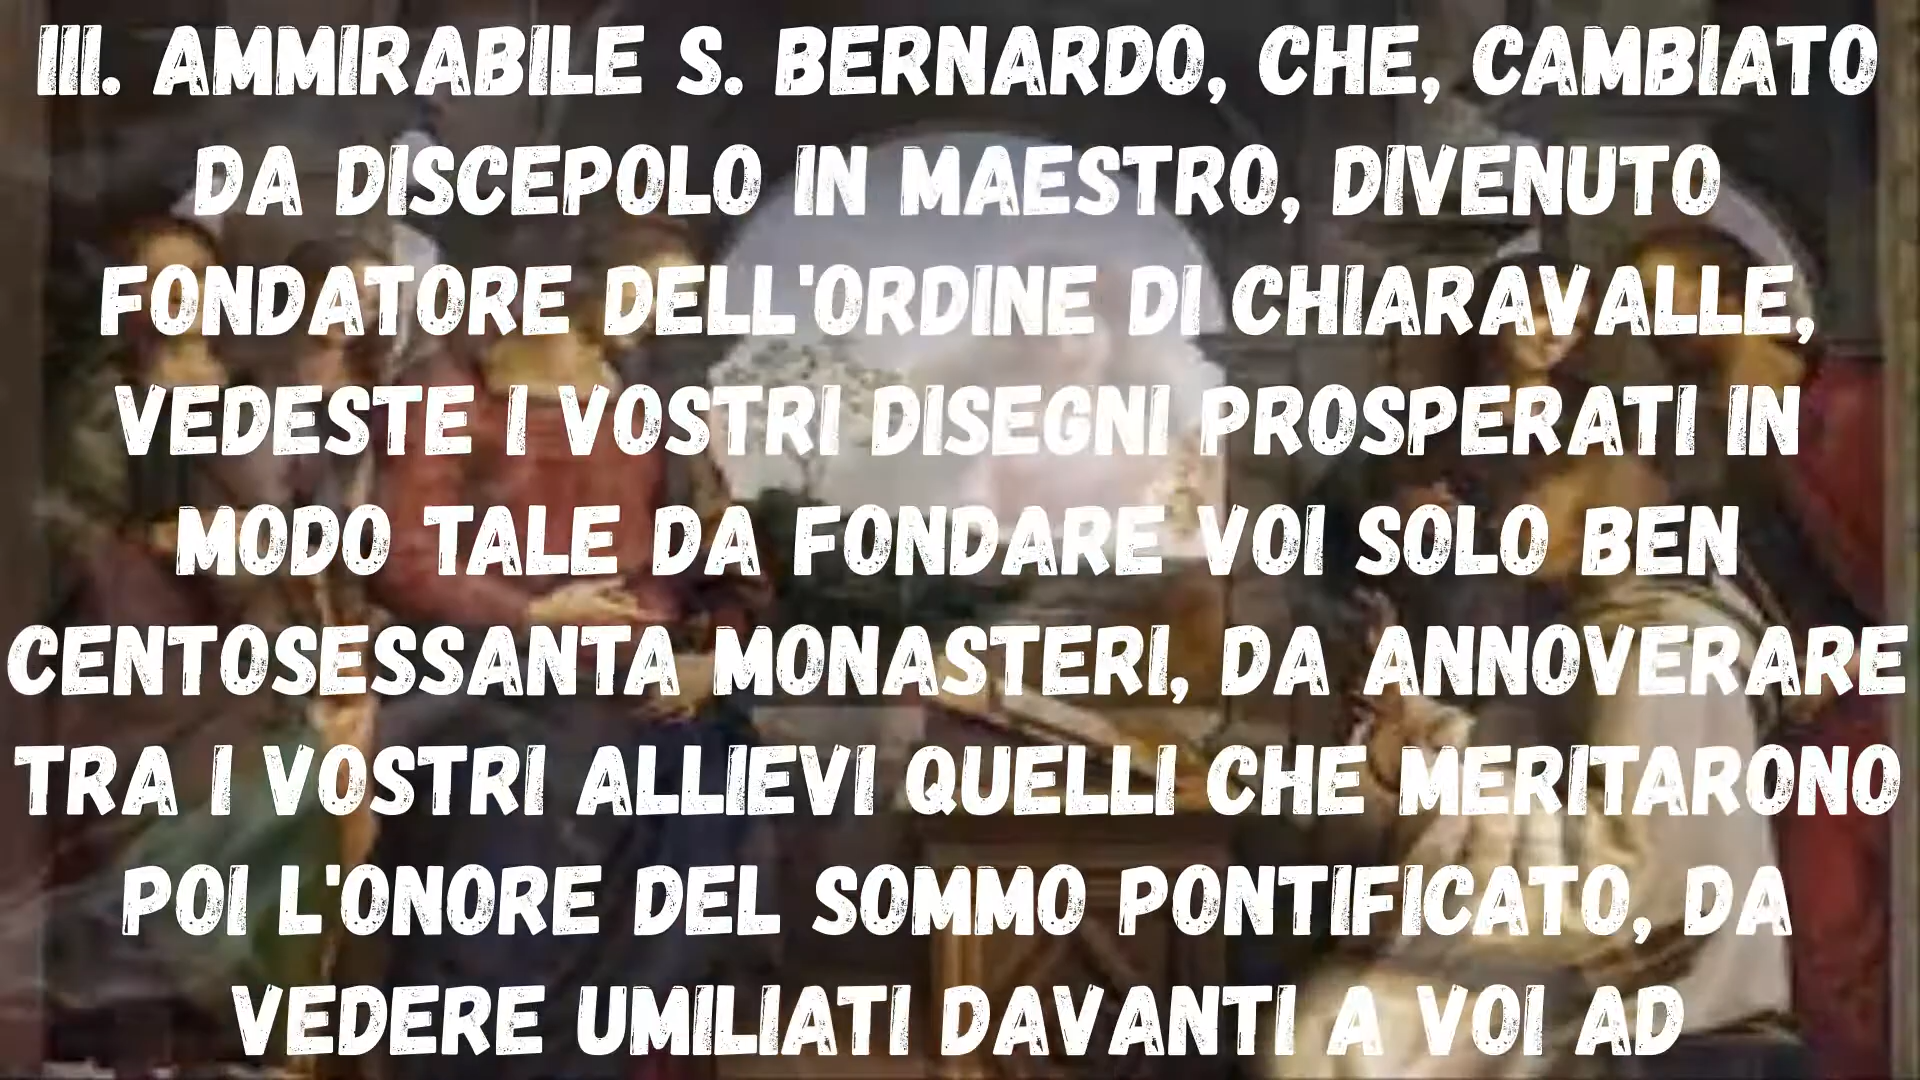 III. AMMIRABILE S. BERNARDO, CHE, CAMBIATO
DA DISCEPOLO IN MAESTRO, DIVENUTO
FONDATORE DELL'ORDINE DI CHIARAVALLE,
VEDESTE I VOSTRI DISEGNI PROSPERATI IN
MODO TALE DA FONDARE VOI SOLO BEN
CENTOSESSANTA MONASTERI, DA ANNOVERARE
TRA I VOSTRI ALLIEVI QUELLI CHE MERITARONO
POI L'ONORE DEL SOMMO PONTIFICATO, DA
VEDERE UMILIATI DAVANTI A VOI AD